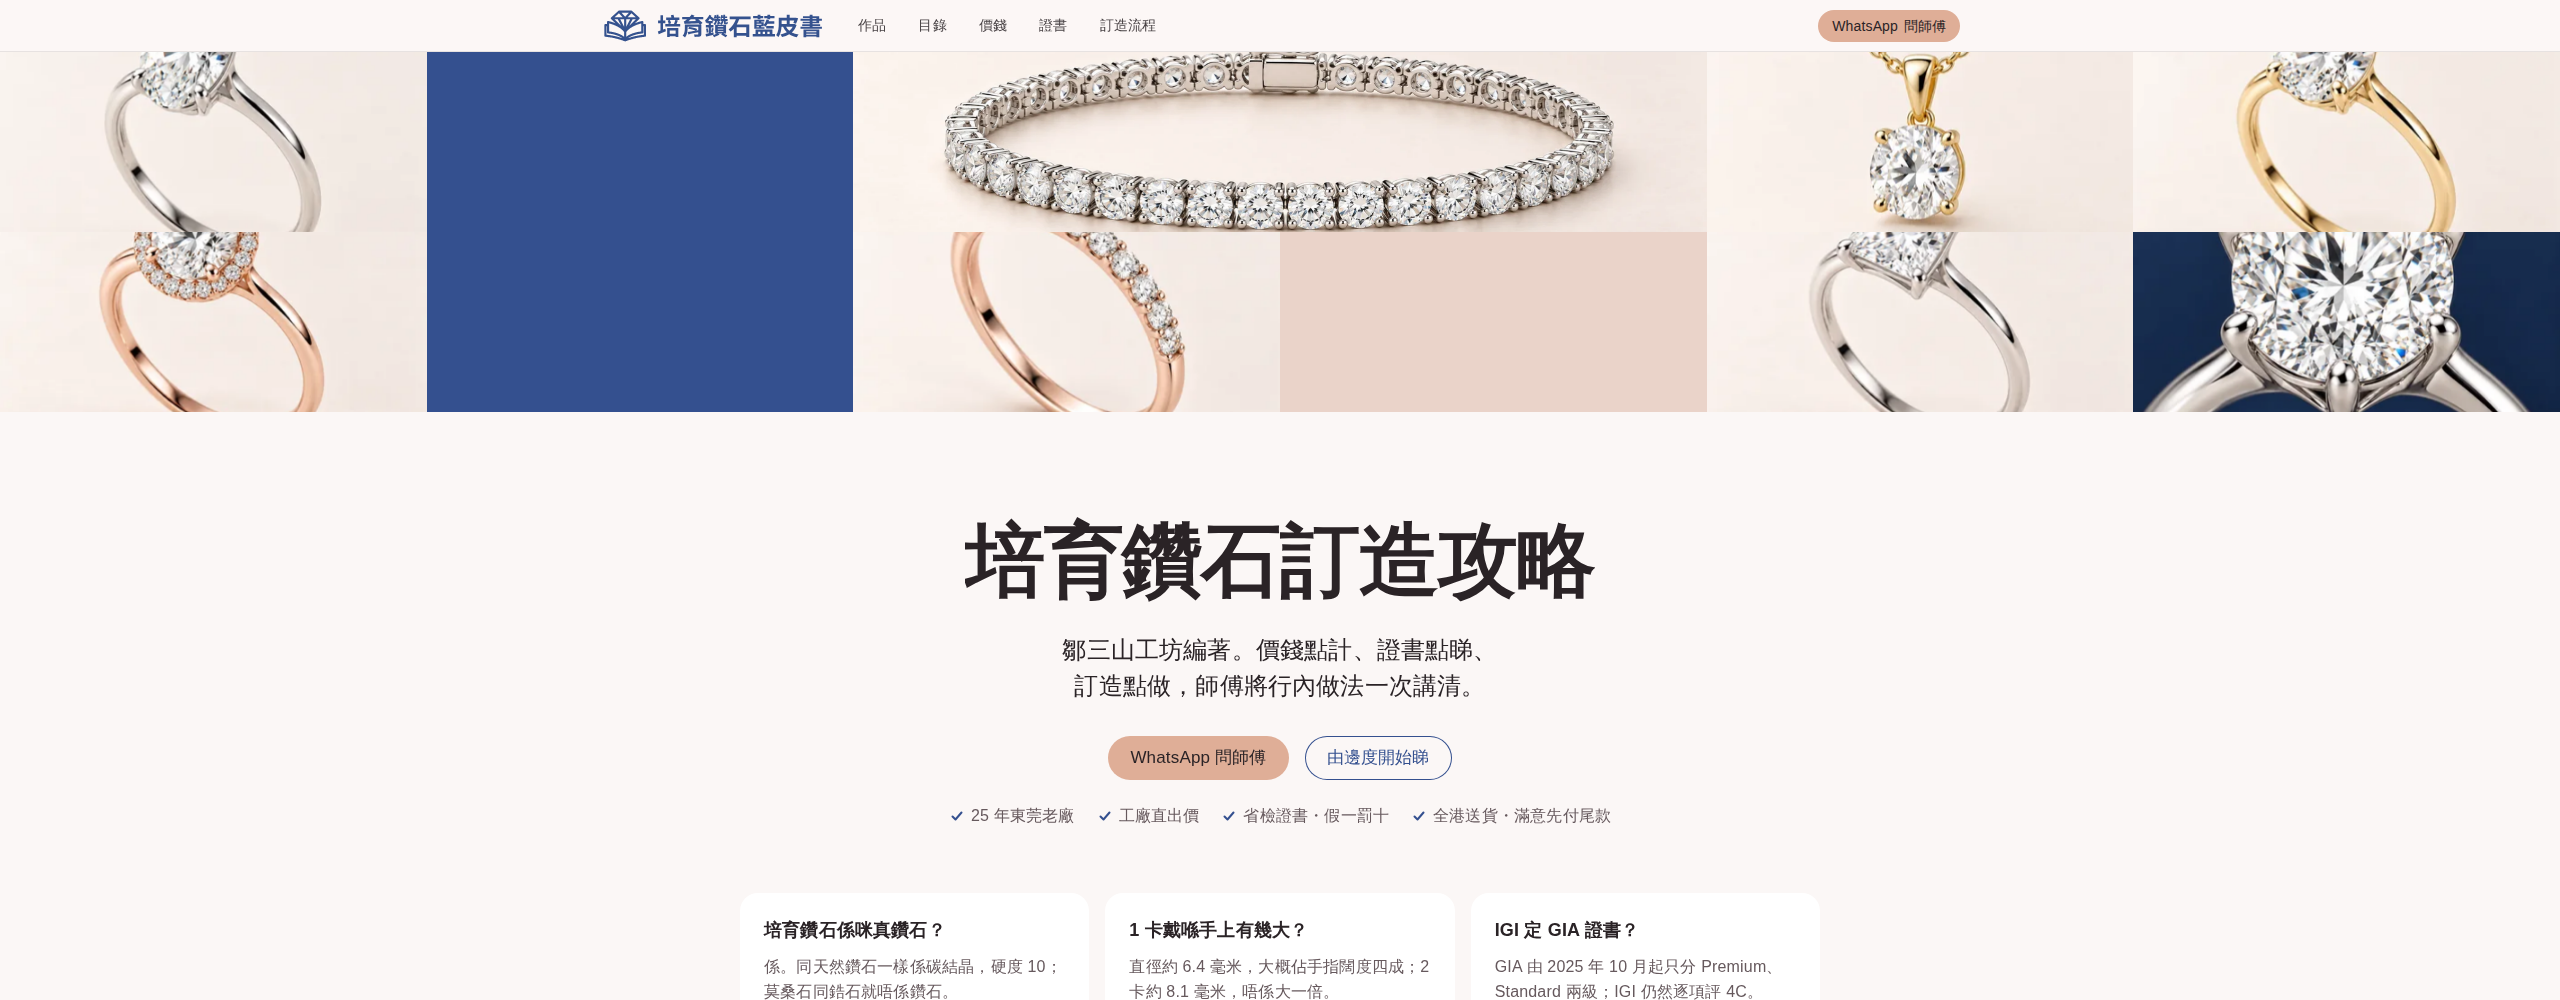 培育鑽石藍皮書
作品
目錄
價錢
證書
訂造流程
WhatsApp 問師傅
培育鑽石訂造攻略
鄒三山工坊編著。價錢點計、證書點睇、
訂造點做，師傅將行內做法一次講清。
WhatsApp 問師傅
由邊度開始睇
25 年東莞老廠
工廠直出價
省檢證書・假一罰十
全港送貨・滿意先付尾款
培育鑽石係咪真鑽石？
係。同天然鑽石一樣係碳結晶，硬度 10；
莫桑石同鋯石就唔係鑽石。
1 卡戴喺手上有幾大？
直徑約 6.4 毫米，大概佔手指闊度四成；2
卡約 8.1 毫米，唔係大一倍。
IGI 定 GIA 證書？
GIA 由 2025 年 10 月起只分 Premium、
Standard 兩級；IGI 仍然逐項評 4C。